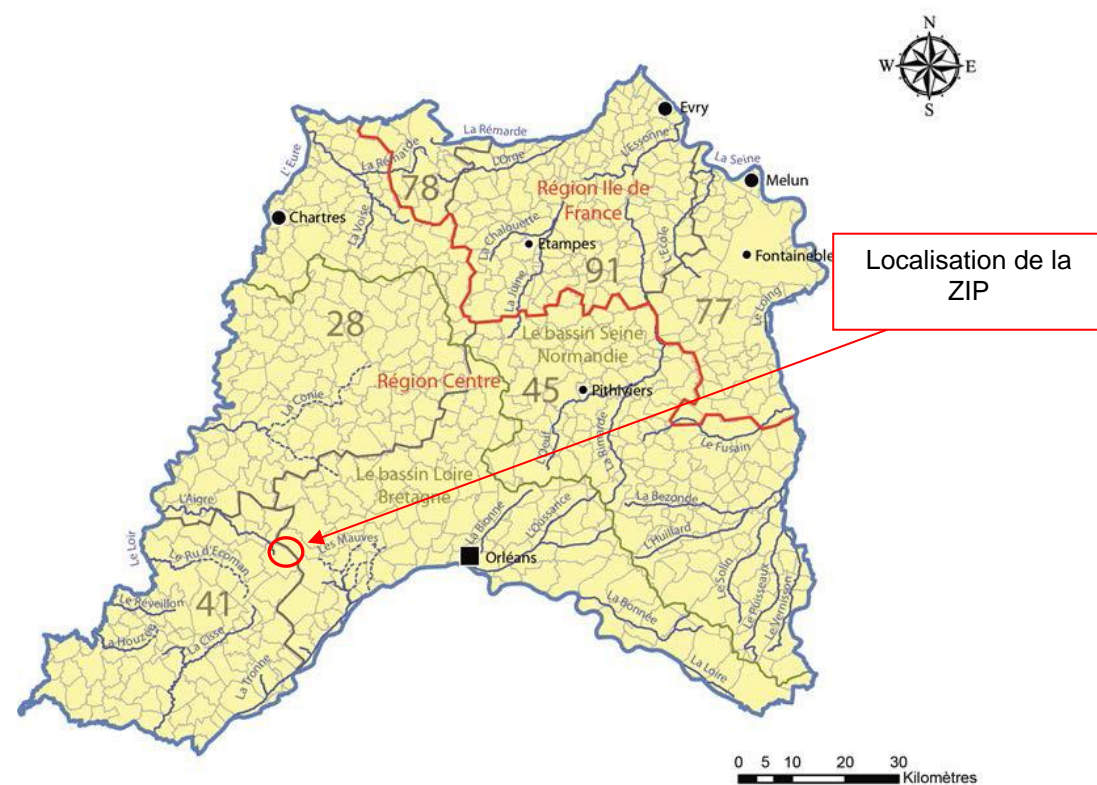 N
W E
S
Evry
La Rémarde
L'Essonne
L'Eure
La Rémarde
L'Orge
La Seine
78
Région Ile de
France
Melun
Chartres
La Voise
La Chalouette
Etampes
L'Ecole
Fontaineble
Localisation de la
ZIP
La Juine
91
77
Le Loing
28
Le bassin Seine
Normandie
Région Centre
45
Pithiviers
La Conie
L'Oeuf
La Rimarde
Le Fusain
Le bassin Loire
Bretagne
L'Aigre
La Bezonde
La Bionne
L'Oussance
Les Mauves
L'Huillard
Le Loir
Le Ru d'Ecoman
Orléans
Le Solin
Le Puisseaux
Le Vernisson
41
Le Réveillon
La Houzée
La Cisse
La Bonnée
La Tronne
La Loire
0 5 10 20 30
Kilomètres